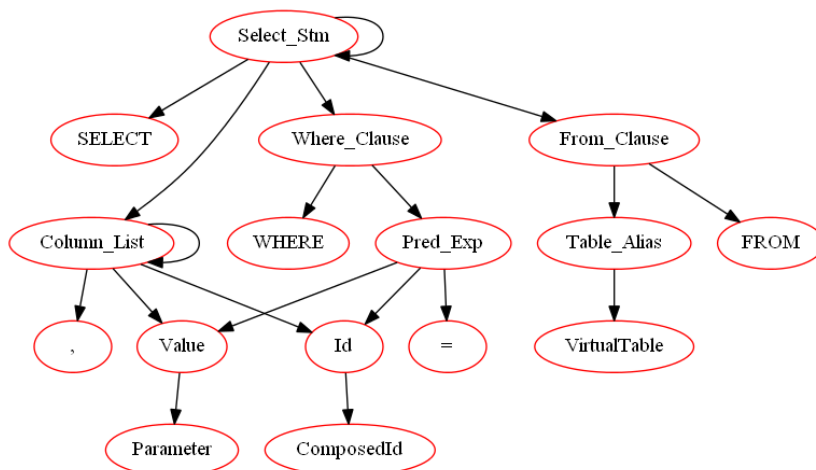 Select_Stm
SELECT
Where_Clause
From_Clause
Column_List
WHERE
Pred_Exp
Table_Alias
FROM
,
Value
Id
=
VirtualTable
Parameter
ComposedId